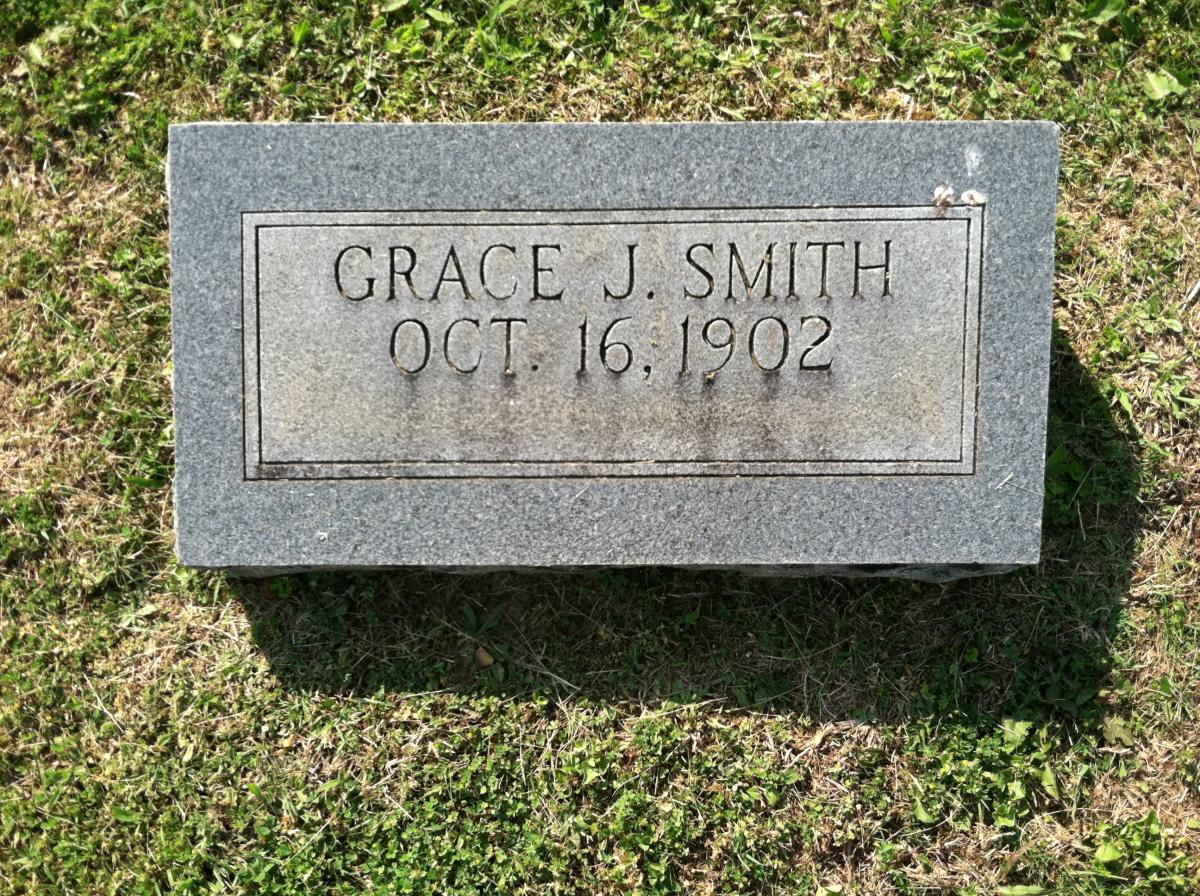 GRACE J. SMITH
OCT. 16, 1902